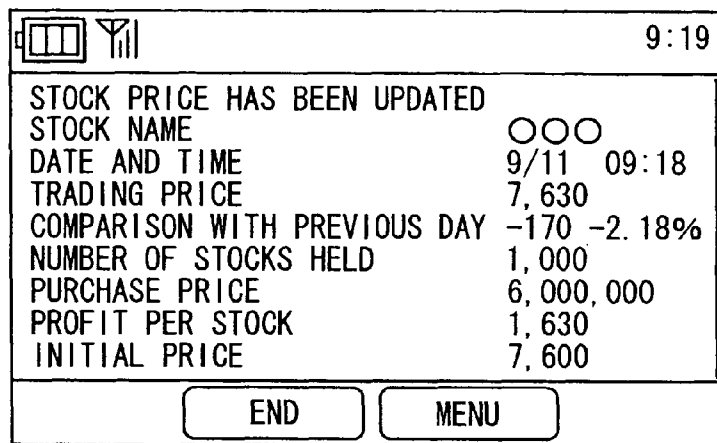 9:19
STOCK PRICE HAS BEEN UPDATED
STOCK NAME ○○○
DATE AND TIME 9/11 09:18
TRADING PRICE 7,630
COMPARISON WITH PREVIOUS DAY -170 -2.18%
NUMBER OF STOCKS HELD 1,000
PURCHASE PRICE 6,000,000
PROFIT PER STOCK 1,630
INITIAL PRICE 7,600
END MENU